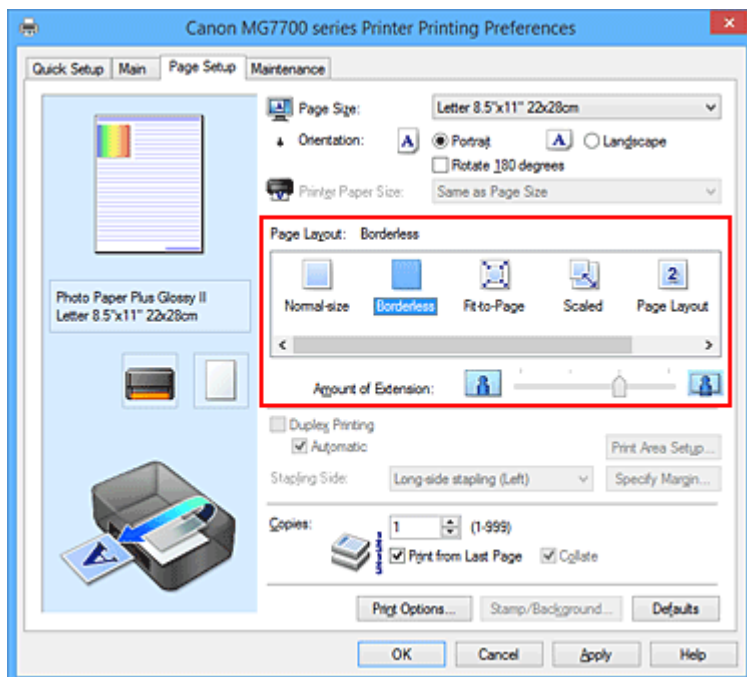 Canon MG7700 series Printer Printing Preferences
Quick Setup Main Page Setup Maintenance
Page Size: Letter 8.5"x11" 22x28cm
Orientation: A Portrait A Landscape
Rotate 180 degrees
Printer Paper Size: Same as Page Size
Page Layout: Borderless
2
Normal-size Borderless Fit-to-Page Scaled Page Layout
Photo Paper Plus Glossy II
Letter 8.5"x11" 22x28cm
Amount of Extension:
Duplex Printing
Automatic Print Area Setup...
Stapling Side: Long-side stapling (Left) Specify Margin...
Copies: 1 (1-999)
Print from Last Page Collate
A
Print Options... Stamp/Background... Defaults
OK Cancel Apply Help